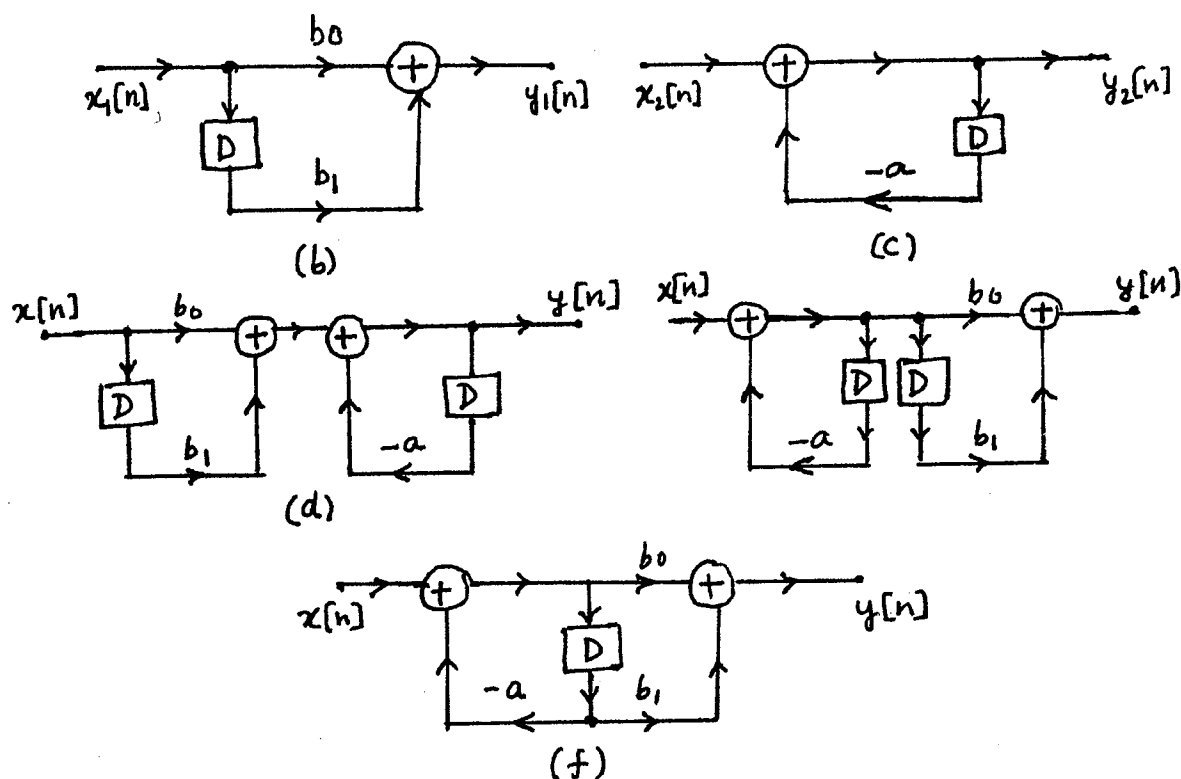 b0
+
x₁[n]
y₁[n]
D
b₁
(b)
+
x₂[n]
y₂[n]
D
-a
(c)
x[n]
b₀
+
+
y[n]
D
D
b₁
-a
(d)
x[n]
+
b₀
+
y[n]
D
D
-a
b₁
x[n]
+
b₀
+
y[n]
D
-a
b₁
(f)